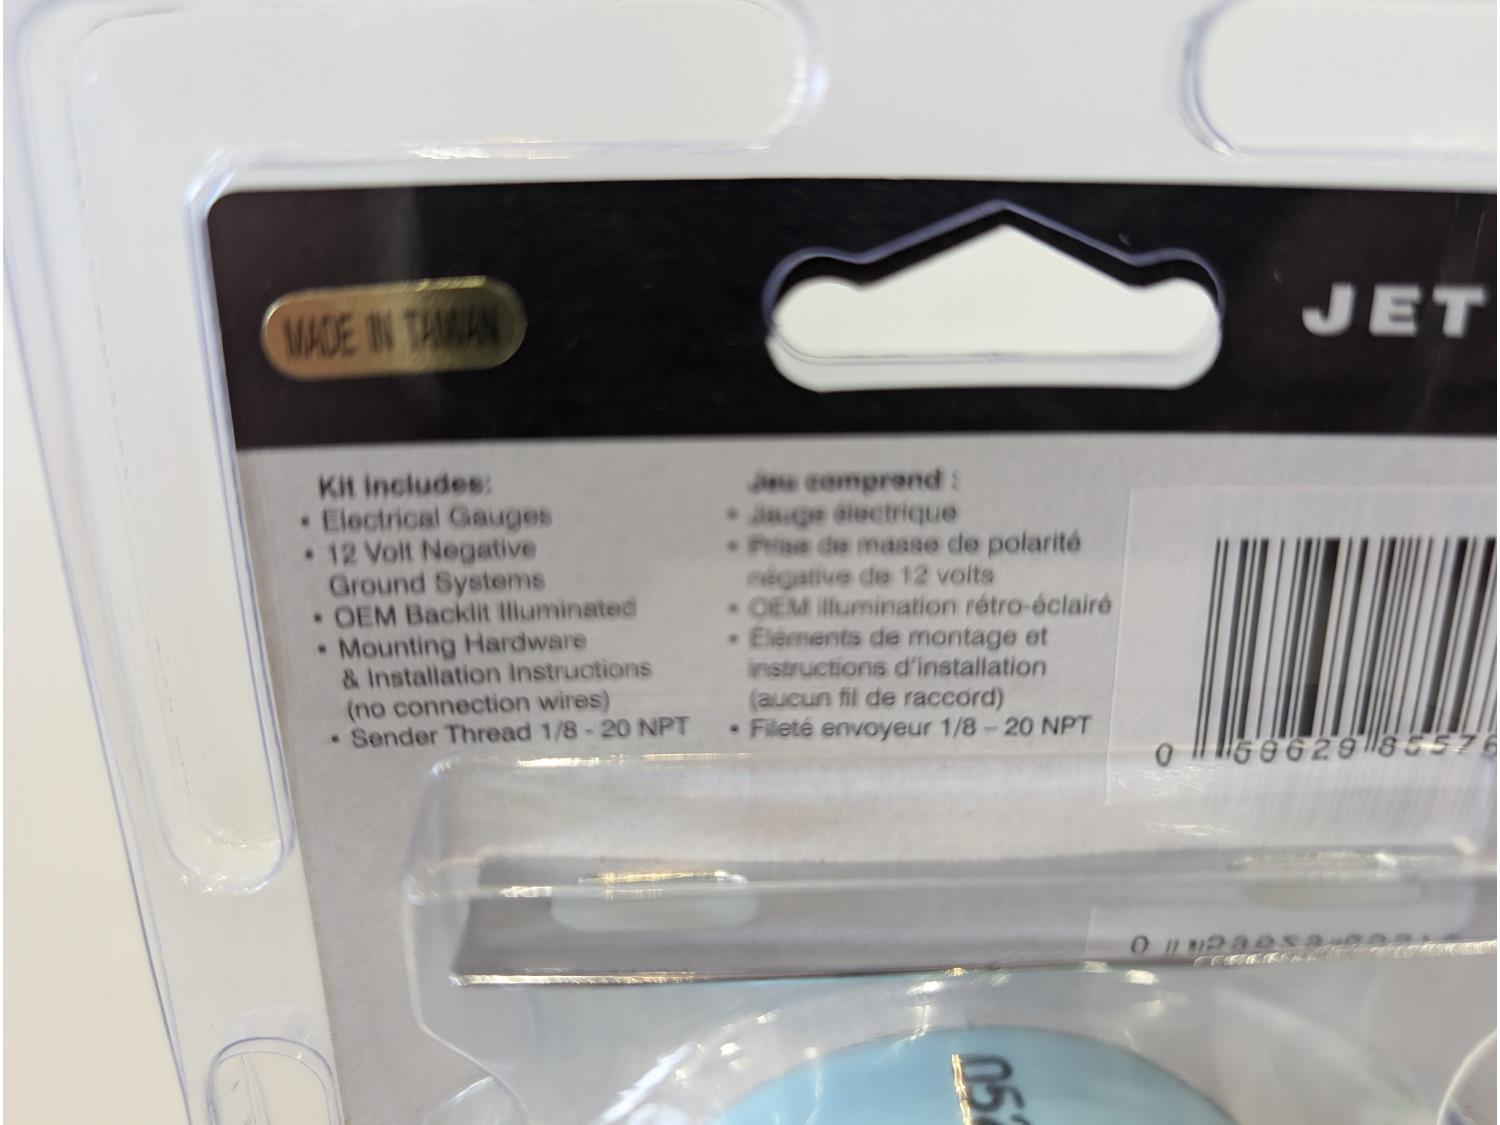 MADE IN TAIWAN
JET
Kit includes:
• Electrical Gauges
• 12 Volt Negative
Ground Systems
• OEM Backlit Illuminated
• Mounting Hardware
& Installation Instructions
(no connection wires)
• Sender Thread 1/8 - 20 NPT
Jeu comprend :
• Jauge électrique
• Prise de masse de polarité
négative de 12 volts
• OEM illumination rétro-éclairé
• Eléments de montage et
instructions d'installation
(aucun fil de raccord)
• Fileté envoyeur 1/8 – 20 NPT
0 59629 85576
052